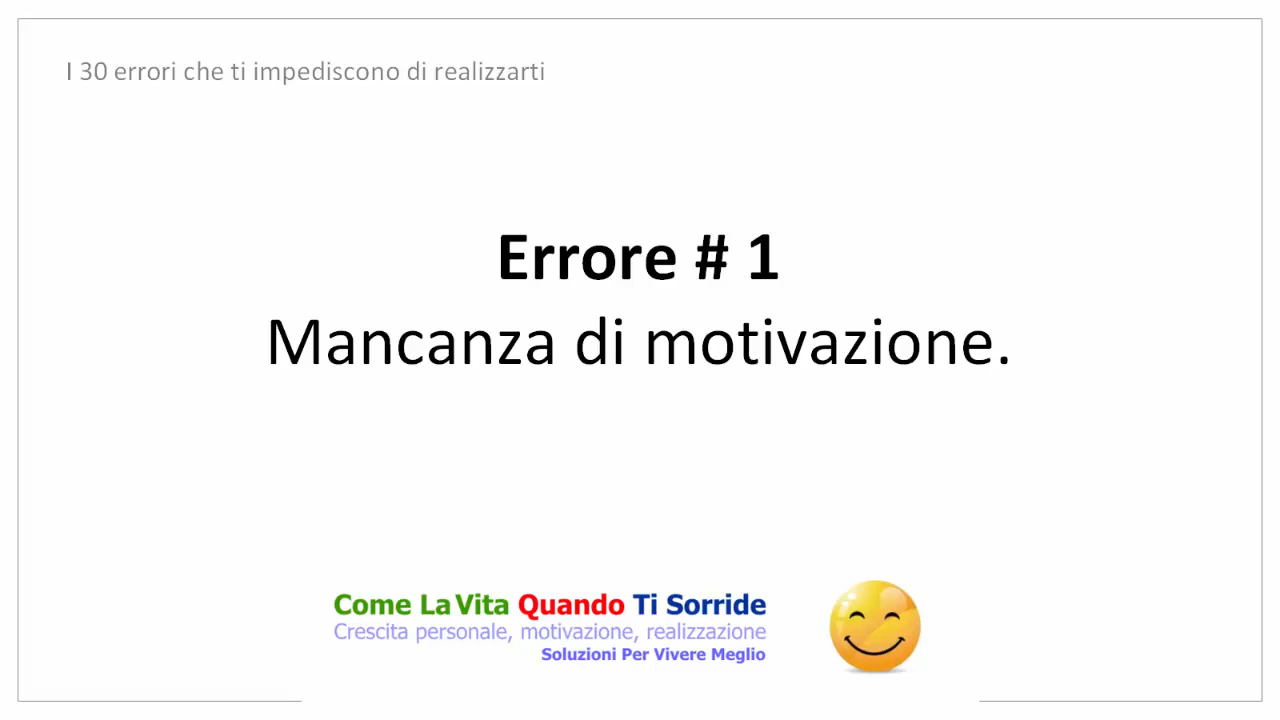 I 30 errori che ti impediscono di realizzarti
Errore # 1
Mancanza di motivazione.
Come La Vita Quando Ti Sorride
Crescita personale, motivazione, realizzazione
Soluzioni Per Vivere Meglio